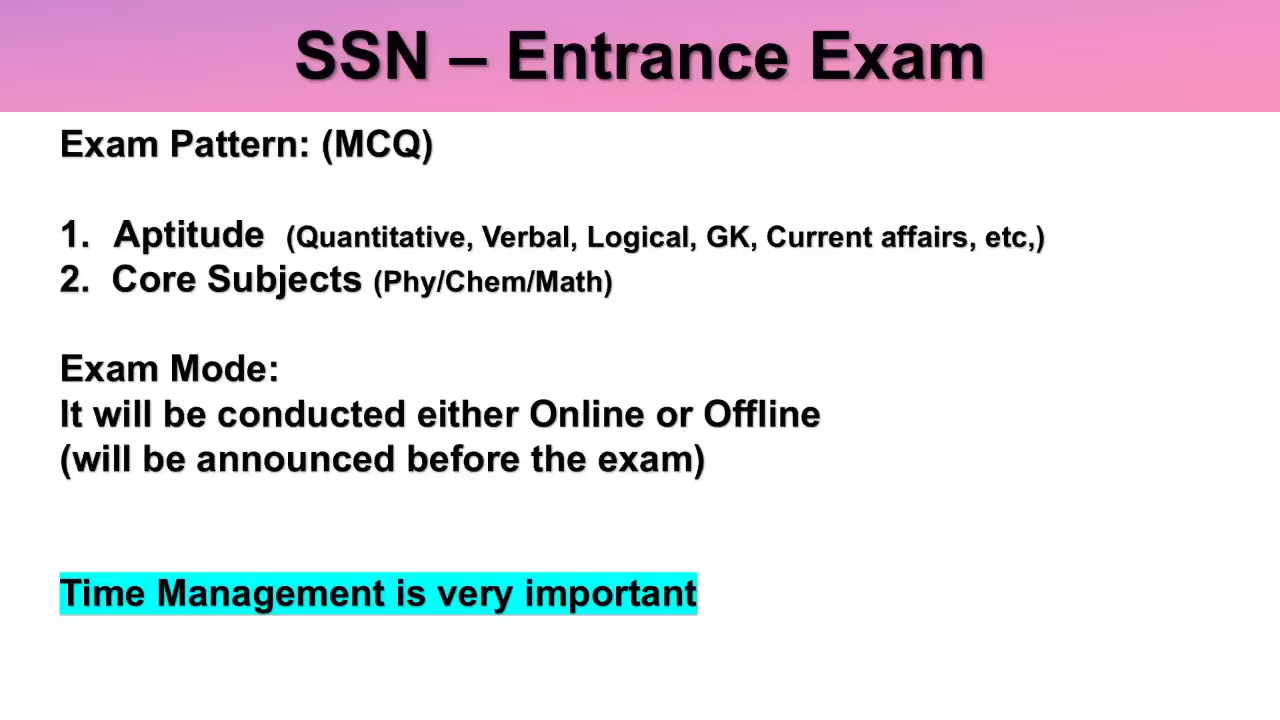 SSN – Entrance Exam
Exam Pattern: (MCQ)
1. Aptitude (Quantitative, Verbal, Logical, GK, Current affairs, etc,)
2. Core Subjects (Phy/Chem/Math)
Exam Mode:
It will be conducted either Online or Offline
(will be announced before the exam)
Time Management is very important